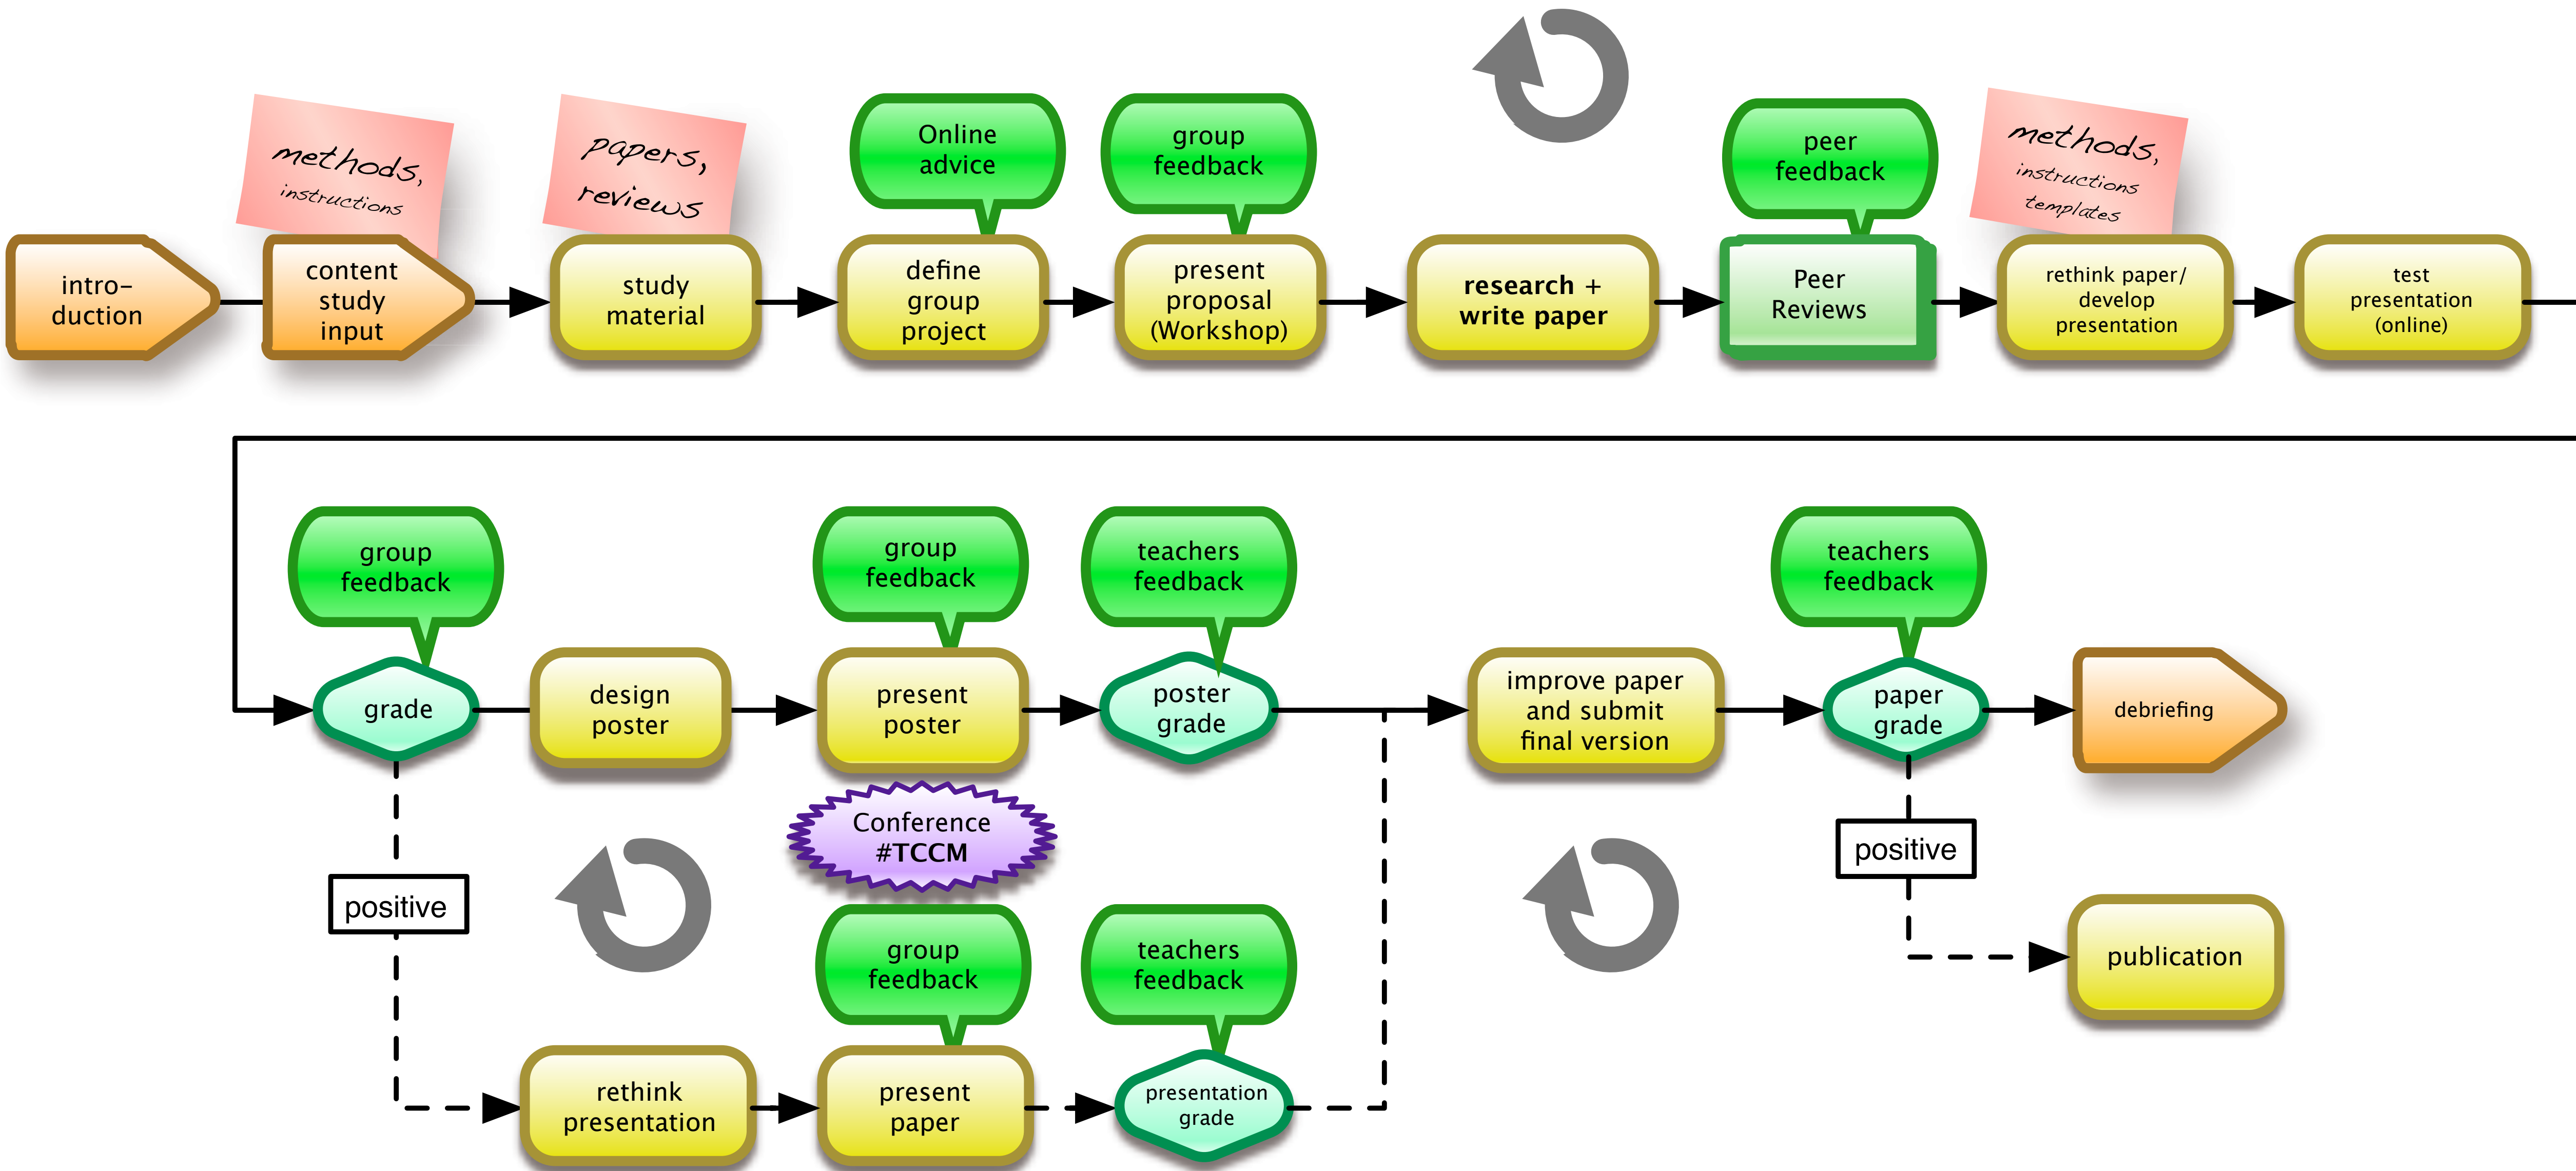 methods,
instructions
papers,
reviews
Online
advice
group
feedback
peer
feedback
methods,
instructions
templates
intro-
duction
content
study
input
study
material
define
group
project
present
proposal
(Workshop)
research +
write paper
Peer
Reviews
rethink paper/
develop
presentation
test
presentation
(online)
group
feedback
group
feedback
teachers
feedback
teachers
feedback
grade
design
poster
present
poster
poster
grade
improve paper
and submit
final version
paper
grade
debriefing
Conference
#TCCM
positive
positive
group
feedback
teachers
feedback
publication
rethink
presentation
present
paper
presentation
grade